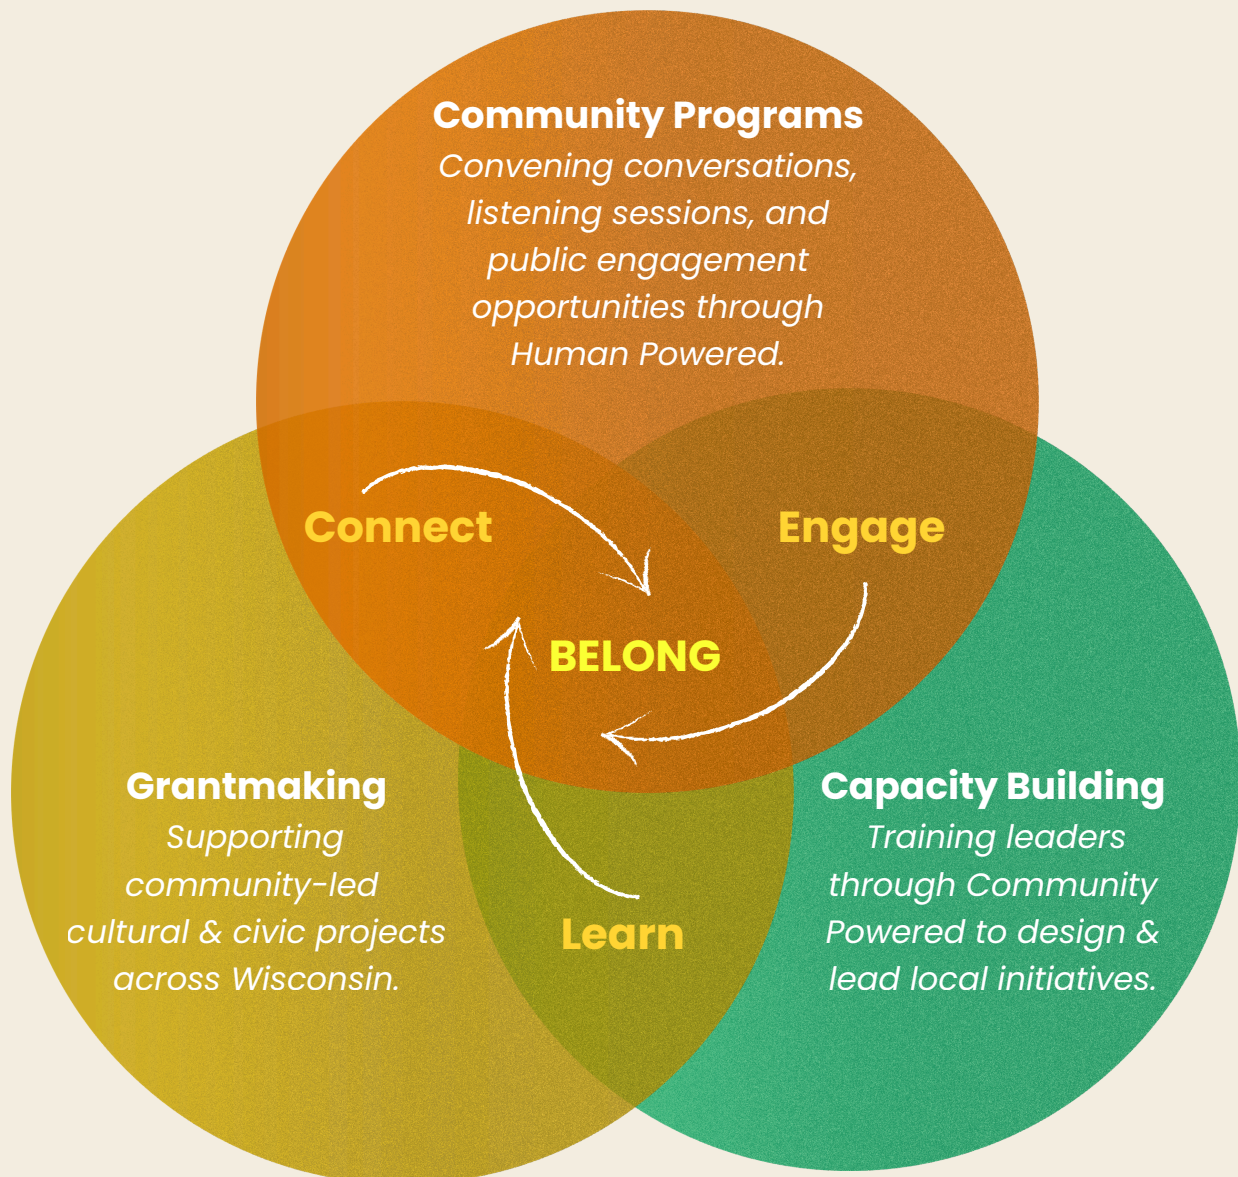 Community Programs
Convening conversations,
listening sessions, and
public engagement
opportunities through
Human Powered.
Connect
Engage
BELONG
Grantmaking
Supporting
community-led
cultural & civic projects
across Wisconsin.
Capacity Building
Training leaders
through Community
Powered to design &
lead local initiatives.
Learn